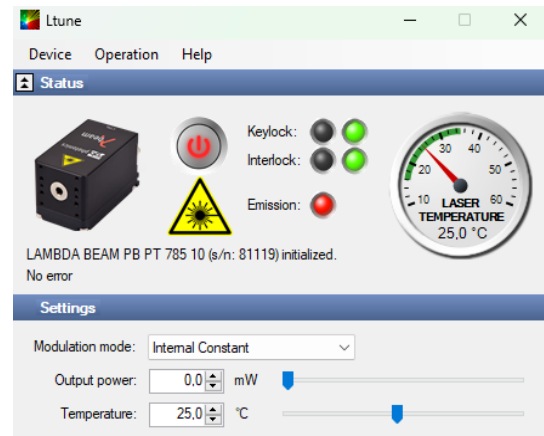 Ltune
Device Operation Help
Status
Keylock:
Interlock:
Emission:
10 20 30 40 50 60
LASER
TEMPERATURE
25,0 °C
LAMBDA BEAM PB PT 785 10 (s/n: 81119) initialized.
No error
Settings
Modulation mode: Internal Constant
Output power: 0,0 mW
Temperature: 25,0 °C